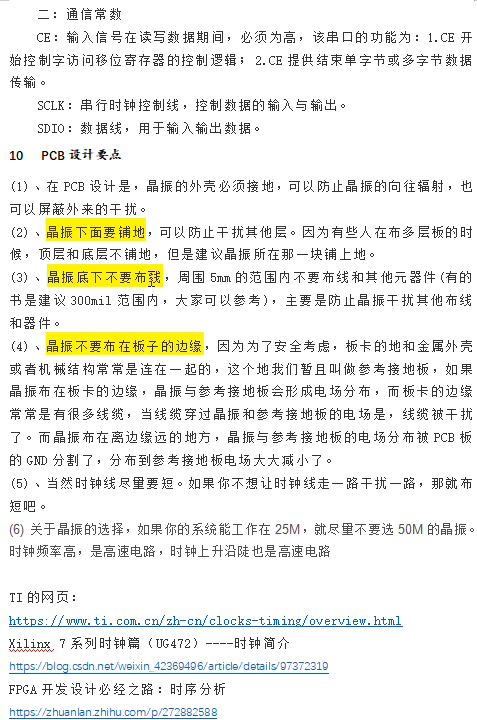 二：通信常数
CE：输入信号在读写数据期间，必须为高，该串口的功能为：1.CE 开
始控制字访问移位寄存器的控制逻辑；2.CE 提供结束单字节或多字节数据
传输。
SCLK：串行时钟控制线，控制数据的输入与输出。
SDIO：数据线，用于输入输出数据。
10 PCB 设计要点
(1) 、在 PCB 设计是，晶振的外壳必须接地，可以防止晶振的向往辐射，也
可以屏蔽外来的干扰。
(2) 、晶振下面要铺地，可以防止干扰其他层。因为有些人在布多层板的时
候，顶层和底层不铺地，但是建议晶振所在那一块铺上地。
(3) 、晶振底下不要布线，周围 5mm 的范围内不要布线和其他元器件(有的
书是建议 300mil 范围内，大家可以参考)，主要是防止晶振干扰其他布线
和器件。
(4) 、晶振不要布在板子的边缘，因为为了安全考虑，板卡的地和金属外壳
或者机械结构常常是连在一起的，这个地我们暂且叫做参考接地板，如果
晶振布在板卡的边缘，晶振与参考接地板会形成电场分布，而板卡的边缘
常常是有很多线缆，当线缆穿过晶振和参考接地板的电场是，线缆被干扰
了。而晶振布在离边缘远的地方，晶振与参考接地板的电场分布被 PCB 板
的 GND 分割了，分布到参考接地板电场大大减小了。
(5) 、当然时钟线尽量要短。如果你不想让时钟线走一路干扰一路，那就布
短吧。
(6) 关于晶振的选择，如果你的系统能工作在 25M，就尽量不要选 50M 的晶振。
时钟频率高，是高速电路，时钟上升沿陡也是高速电路
TI 的网页：
https://www.ti.com.cn/zh-cn/clocks-timing/overview.html
Xilinx 7 系列时钟篇（UG472）----时钟简介
https://blog.csdn.net/weixin_42369496/article/details/97372319
FPGA 开发设计必经之路：时序分析
https://zhuanlan.zhihu.com/p/272882588